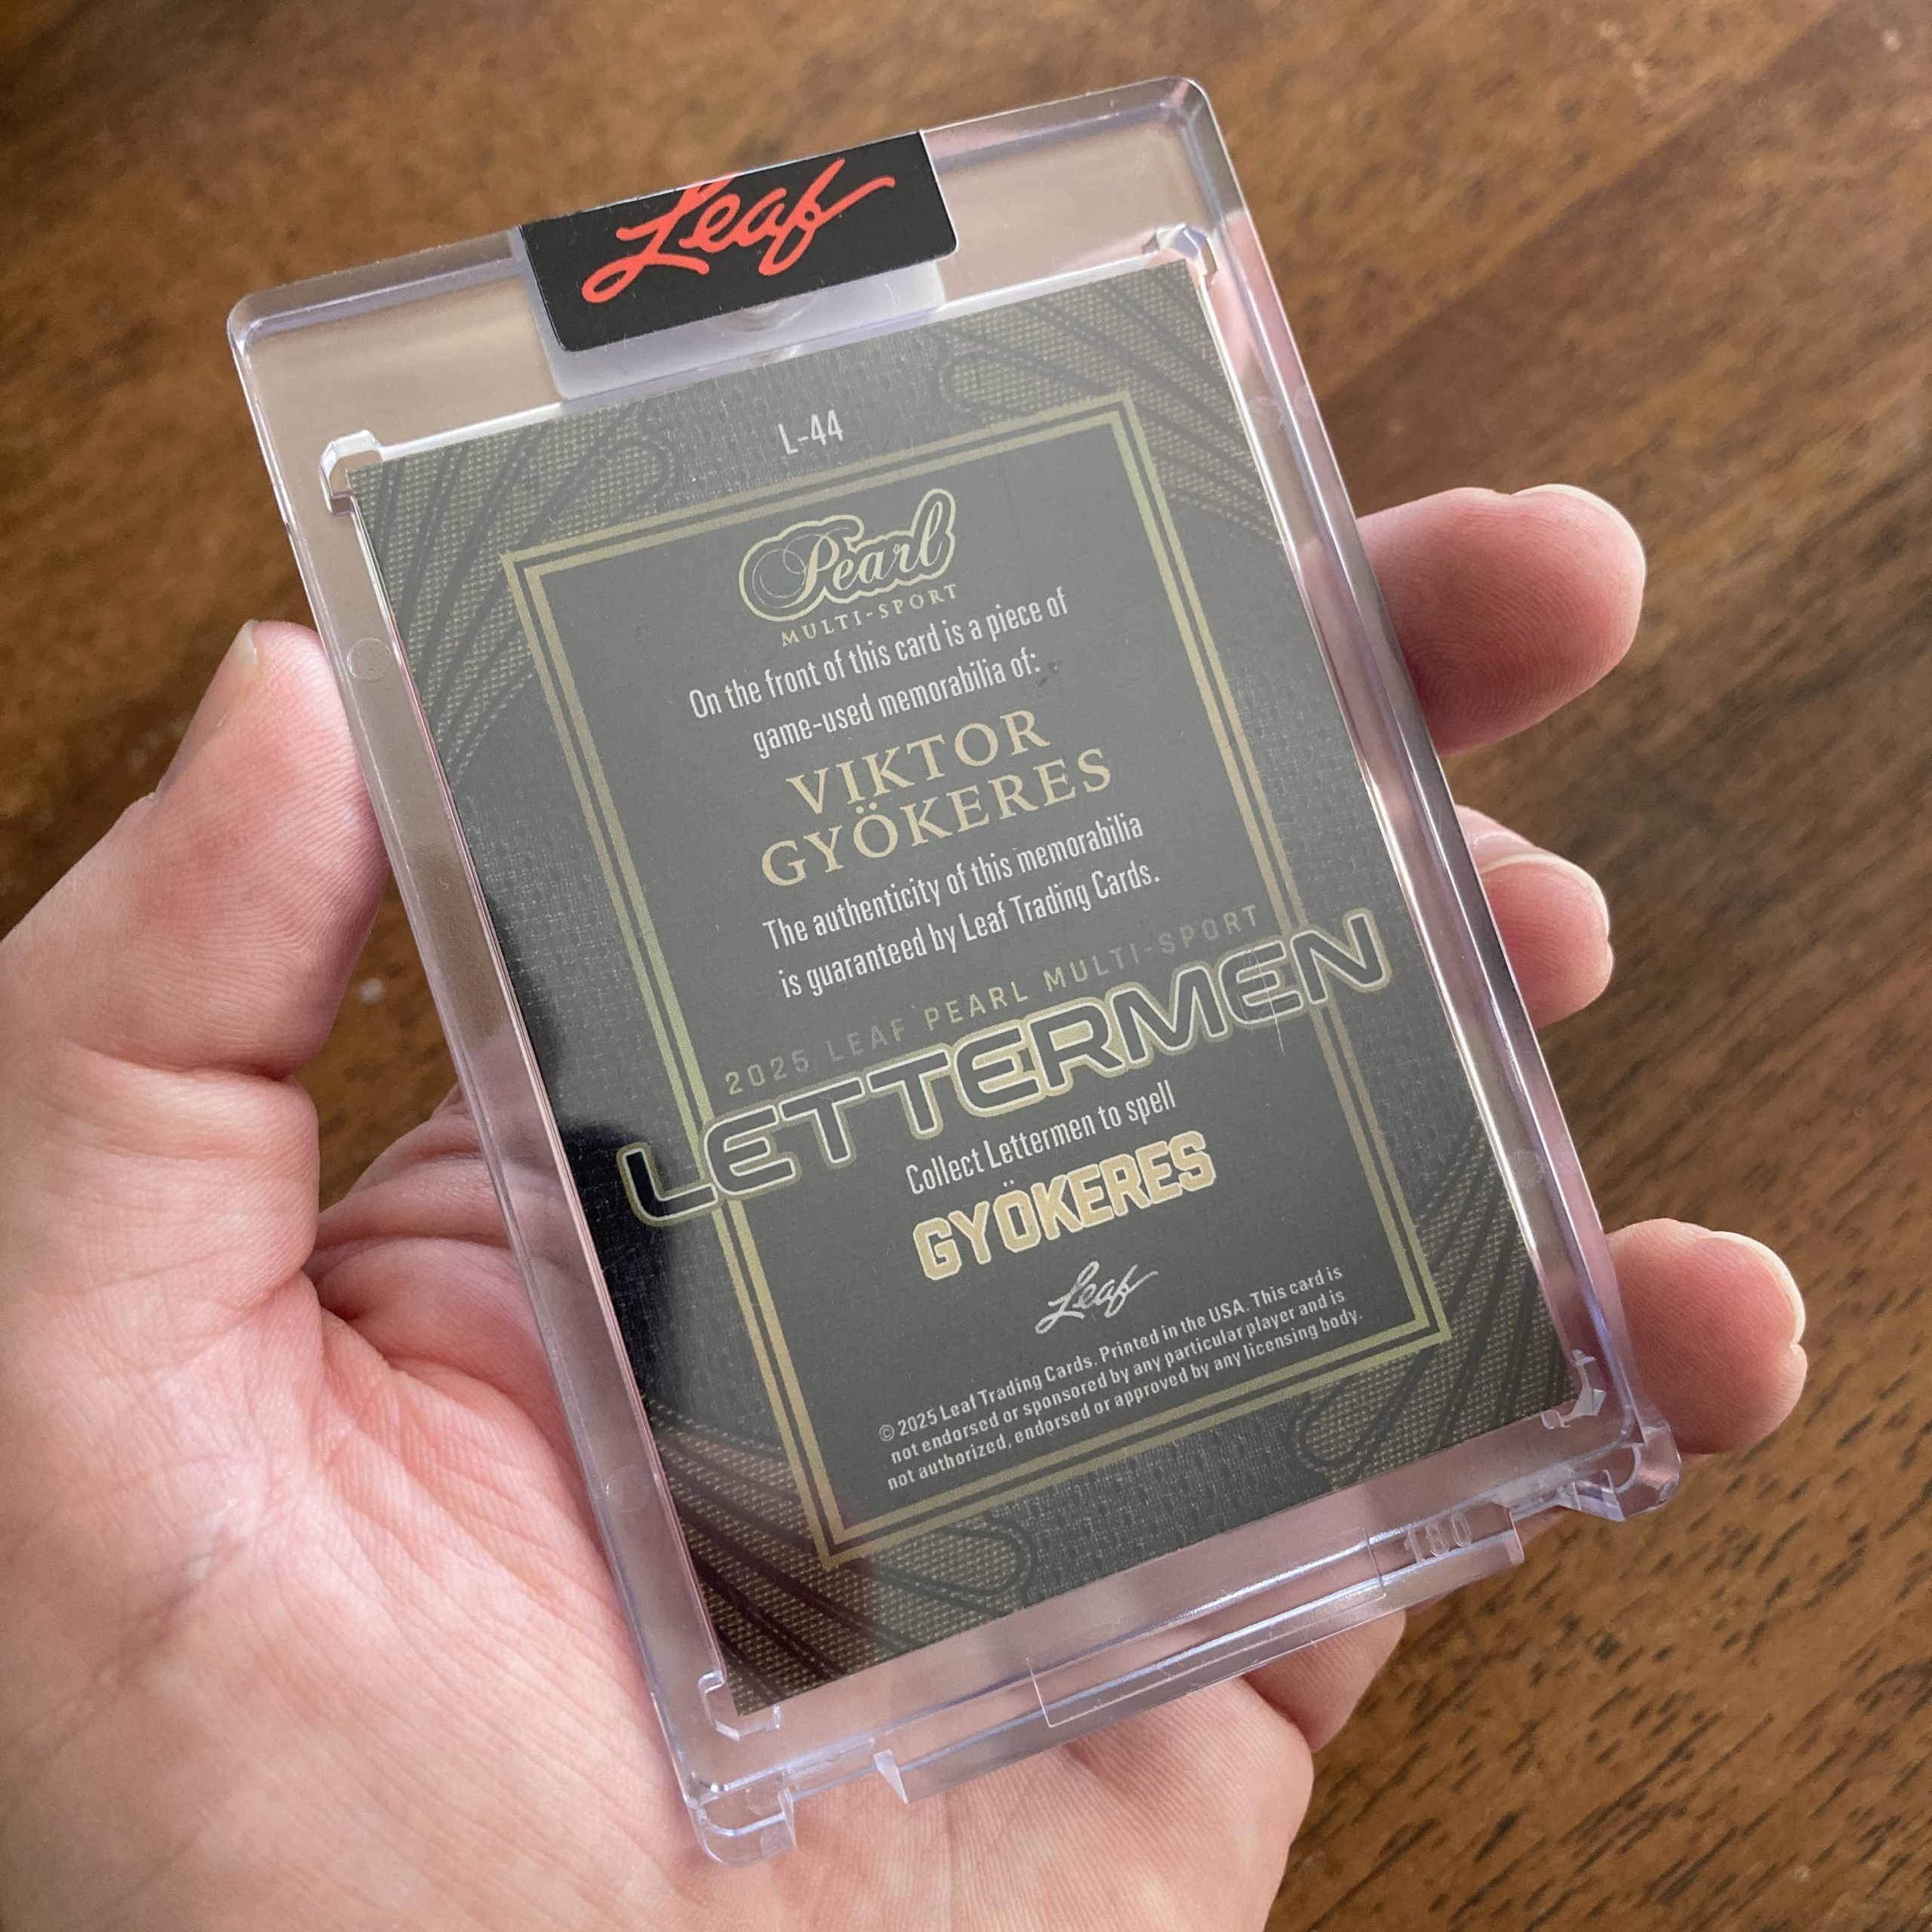 Leaf
L-44
Pearl
MULTI-SPORT
On the front of this card is a piece of
game-used memorabilia of:
VIKTOR
GYÖKERES
The authenticity of this memorabilia
is guaranteed by Leaf Trading Cards.
2025 LEAF PEARL MULTI-SPORT
LETTERMEN
Collect Lettermen to spell
GYÖKERES
Leaf
© 2025 Leaf Trading Cards. Printed in the USA. This card is
not endorsed or sponsored by any particular player and is
not authorized, endorsed or approved by any licensing body.
180